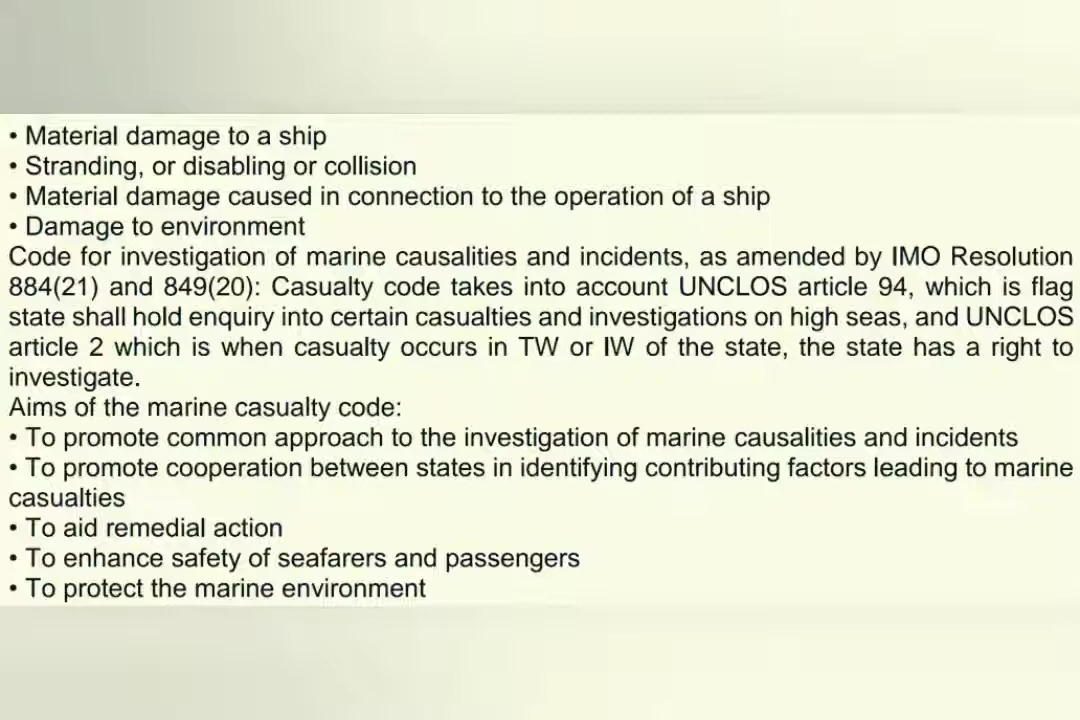 • Material damage to a ship
• Stranding, or disabling or collision
• Material damage caused in connection to the operation of a ship
• Damage to environment
Code for investigation of marine causalities and incidents, as amended by IMO Resolution
884(21) and 849(20): Casualty code takes into account UNCLOS article 94, which is flag
state shall hold enquiry into certain casualties and investigations on high seas, and UNCLOS
article 2 which is when casualty occurs in TW or IW of the state, the state has a right to
investigate.
Aims of the marine casualty code:
• To promote common approach to the investigation of marine causalities and incidents
• To promote cooperation between states in identifying contributing factors leading to marine
casualties
• To aid remedial action
• To enhance safety of seafarers and passengers
• To protect the marine environment